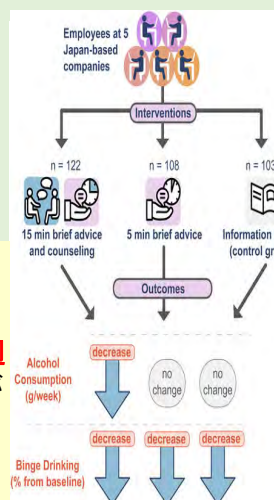 Employees at 5
Japan-based
companies
Interventions
n = 122
n = 108
n = 103
15 min brief advice
and counseling
5 min brief advice
Information
(control gr
Outcomes
Alcohol
Consumption
(g/week)
decrease
no
change
no
change
Binge Drinking
(% from baseline)
decrease
decrease
decrease